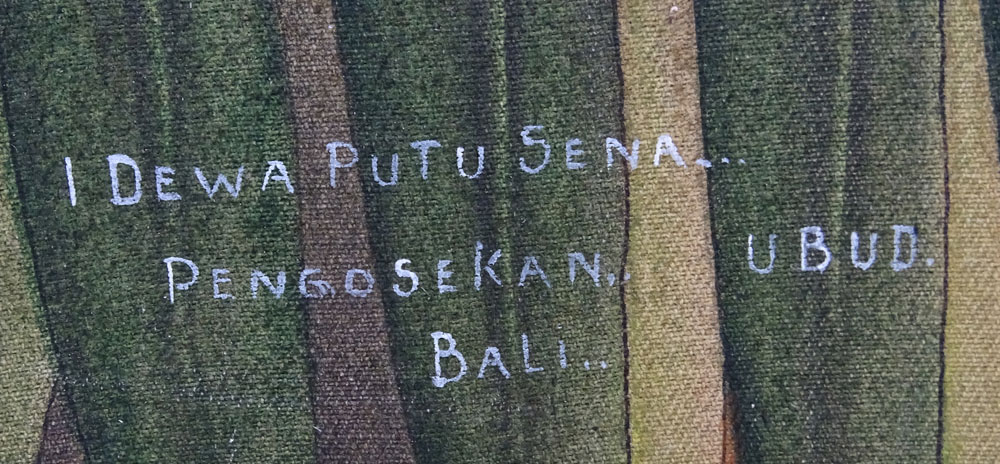 I DEWA PUTU SENA...
PENGOSEKAN.. UBUD.
BALI..